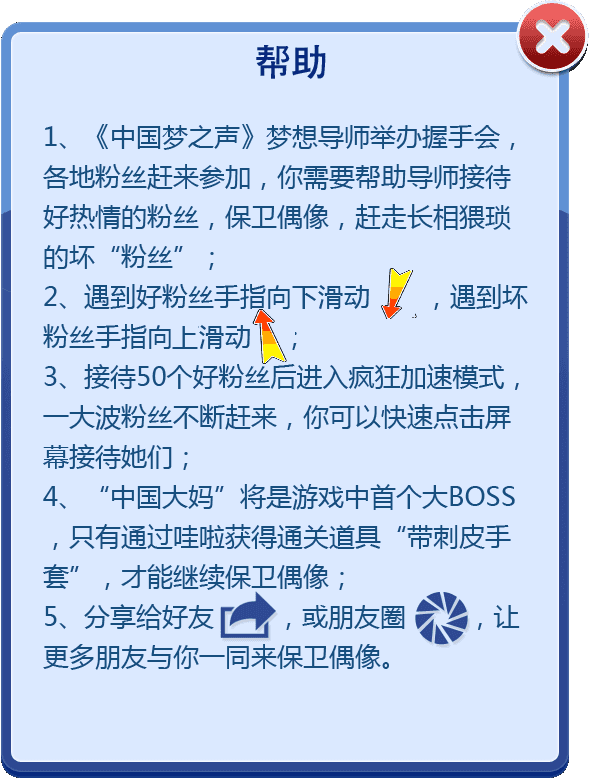 帮助
1、《中国梦之声》梦想导师举办握手会，
各地粉丝赶来参加，你需要帮助导师接待
好热情的粉丝，保卫偶像，赶走长相猥琐
的坏“粉丝”；
2、遇到好粉丝手指向下滑动，遇到坏
粉丝手指向上滑动；
3、接待50个好粉丝后进入疯狂加速模式，
一大波粉丝不断赶来，你可以快速点击屏
幕接待她们；
4、“中国大妈”将是游戏中首个大BOSS
，只有通过哇啦获得通关道具“带刺皮手
套”，才能继续保卫偶像；
5、分享给好友，或朋友圈，让
更多朋友与你一同来保卫偶像。